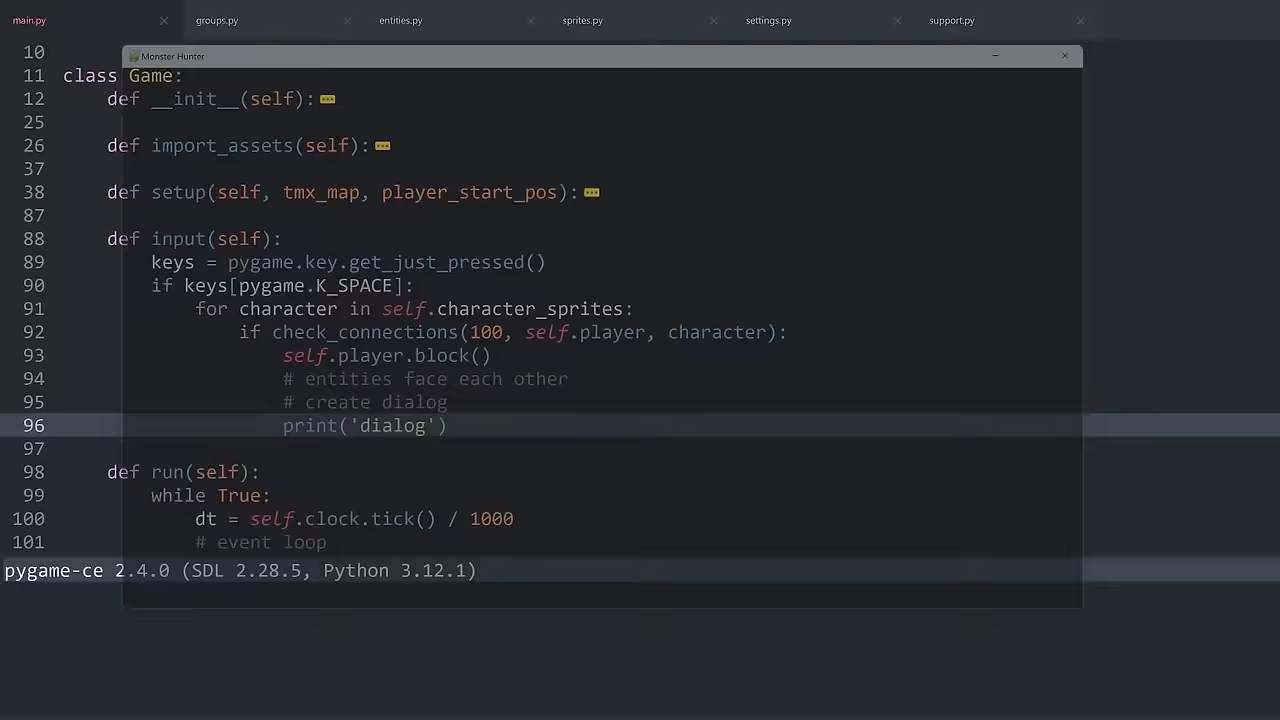 main.py groups.py entities.py sprites.py settings.py support.py
10
Monster Hunter
11 class Game:
12 def __init__(self):
25
26 def import_assets(self):
37
38 def setup(self, tmx_map, player_start_pos):
87
88 def input(self):
89 keys = pygame.key.get_just_pressed()
90 if keys[pygame.K_SPACE]:
91 for character in self.character_sprites:
92 if check_connections(100, self.player, character):
93 self.player.block()
94 # entities face each other
95 # create dialog
96 print('dialog')
97
98 def run(self):
99 while True:
100 dt = self.clock.tick() / 1000
101 # event loop
pygame-ce 2.4.0 (SDL 2.28.5, Python 3.12.1)